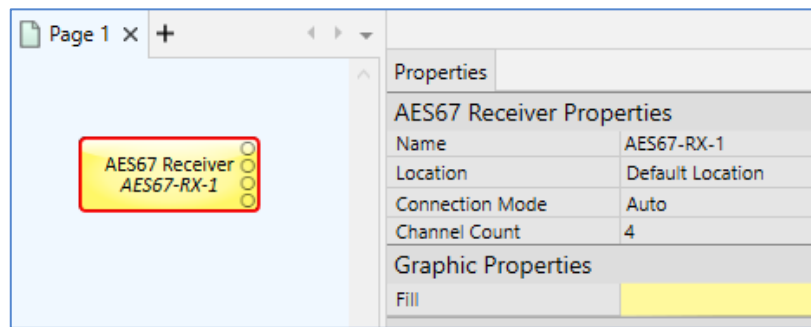 Page 1
AES67 Receiver
AES67-RX-1
Properties
AES67 Receiver Properties
Name AES67-RX-1
Location Default Location
Connection Mode Auto
Channel Count 4
Graphic Properties
Fill